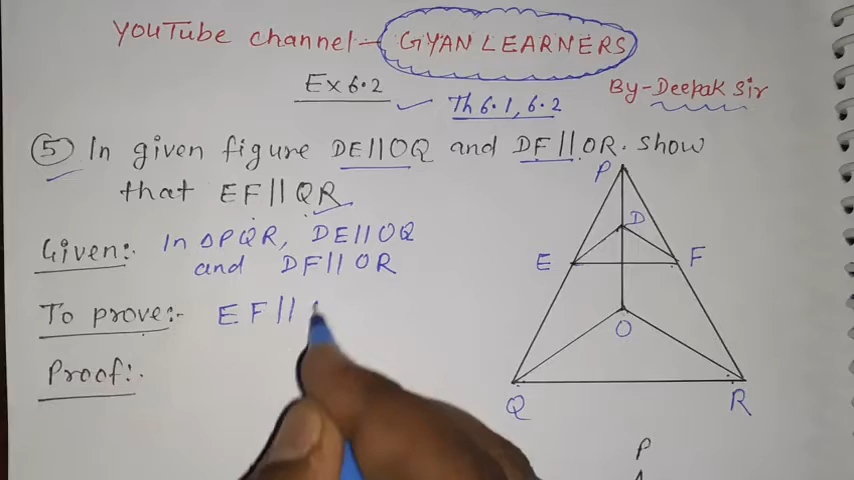 YouTube channel - GYAN LEARNERS
Ex 6.2
By-Deepak Sir
Th 6.1, 6.2
5 In given figure DE||OQ and DF||OR. Show
that EF||QR
Given:- In ΔPQR, DE||OQ
and DF||OR
To prove:- EF||
Proof:-
P
D
E
F
O
Q
R
P